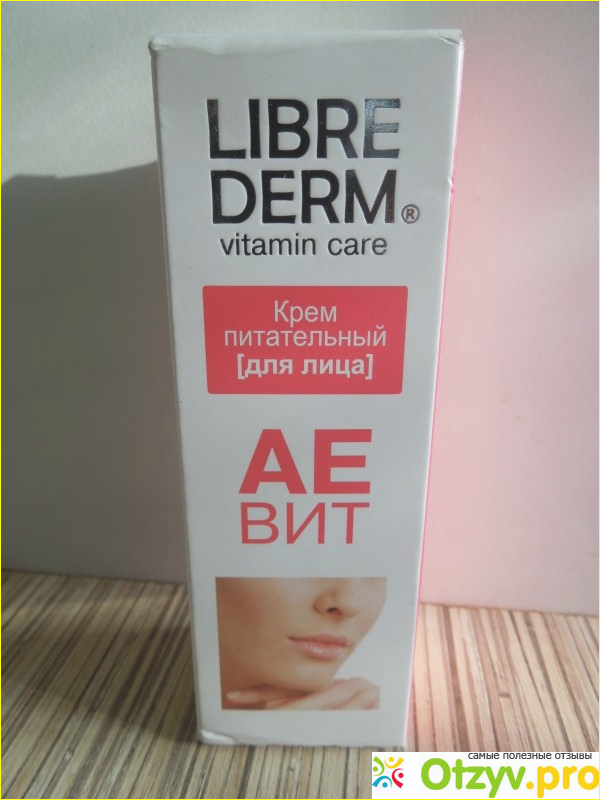 LIBRE
DERM®
vitamin care
Крем
питательный
[для лица]
АЕ
ВИТ
самые полезные отзывы
Otzyv.pro